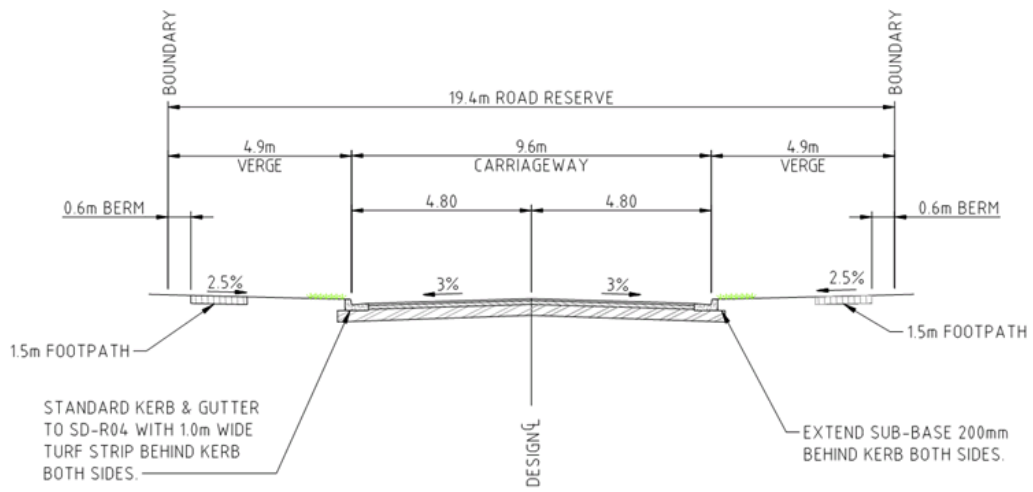 BOUNDARY
BOUNDARY
19.4m ROAD RESERVE
4.9m
VERGE
9.6m
CARRIAGEWAY
4.9m
VERGE
0.6m BERM
4.80
4.80
0.6m BERM
2.5%
3%
3%
2.5%
1.5m FOOTPATH
1.5m FOOTPATH
STANDARD KERB & GUTTER
TO SD-R04 WITH 1.0m WIDE
TURF STRIP BEHIND KERB
BOTH SIDES.
DESIGN ℄
EXTEND SUB-BASE 200mm
BEHIND KERB BOTH SIDES.